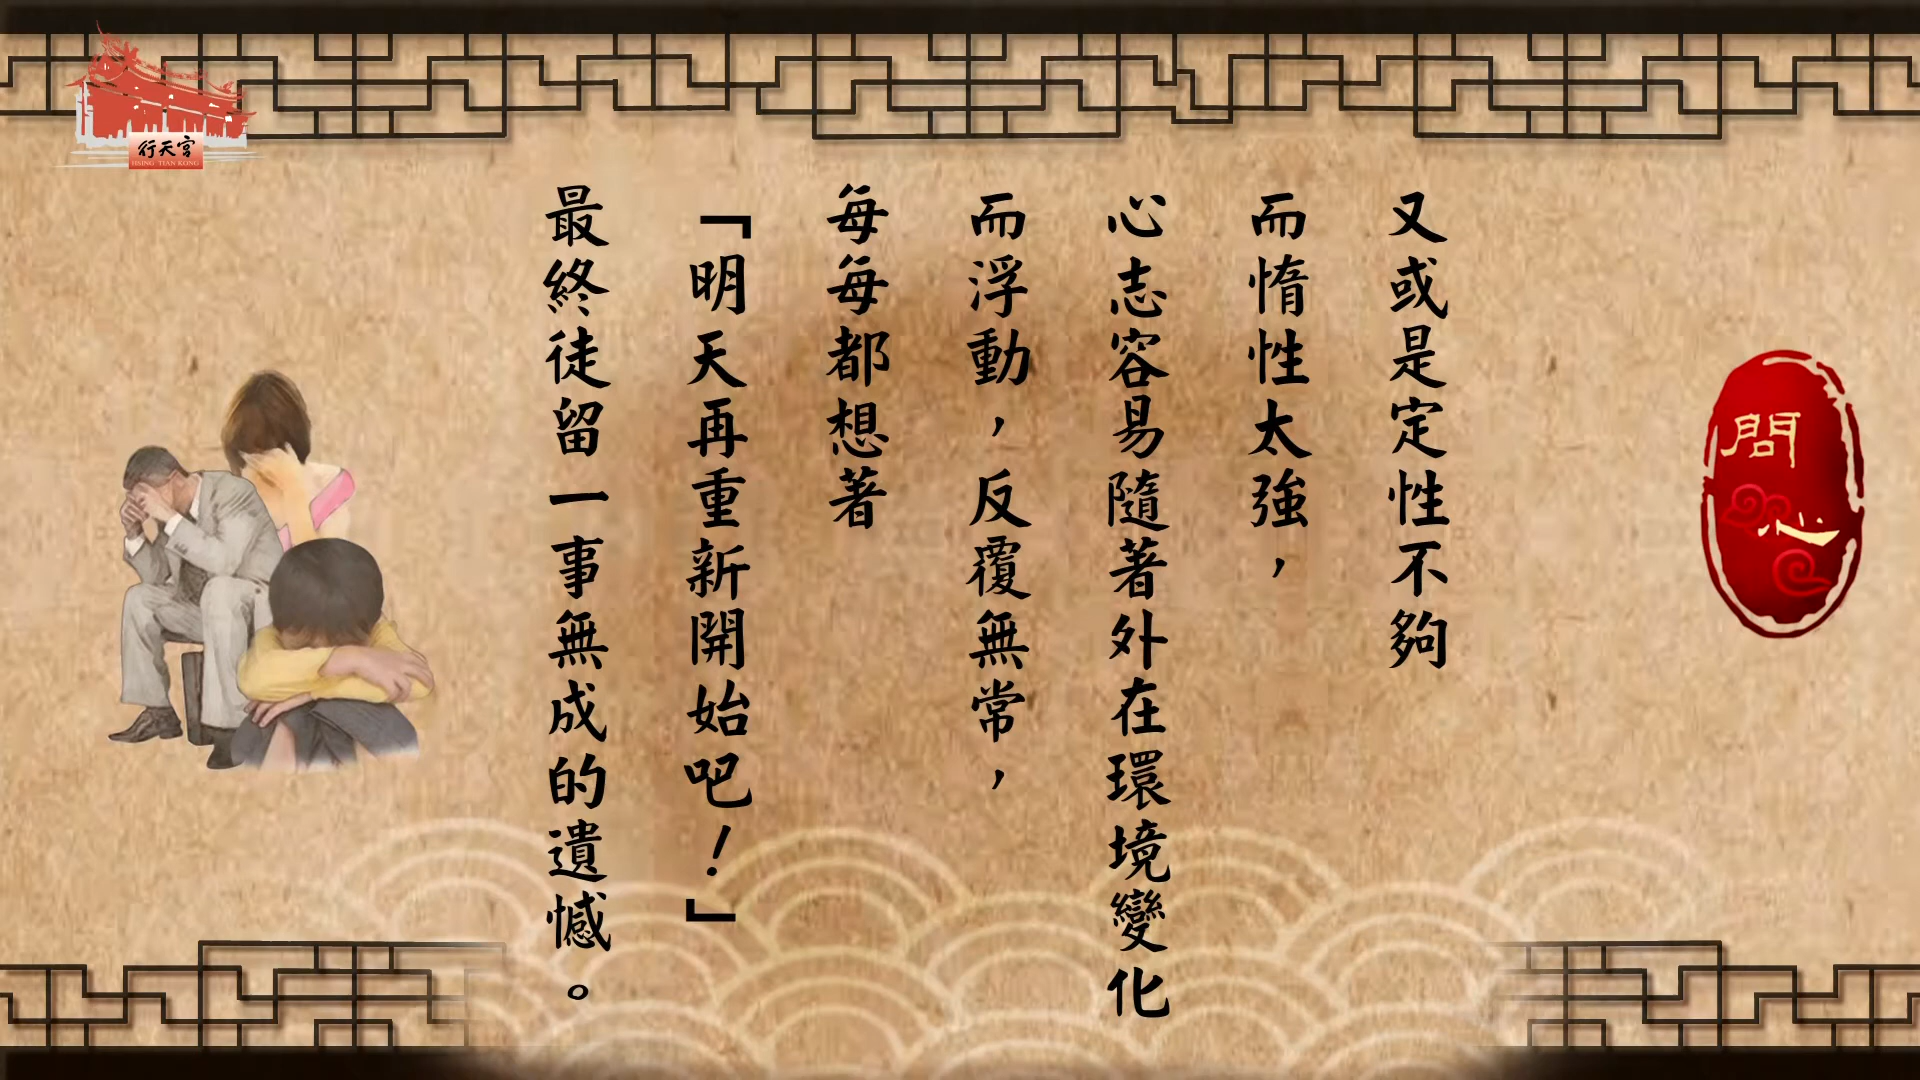 問心
又或是定性不夠
而惰性太強，
心志容易隨著外在環境變化
而浮動，反覆無常，
每每都想著
「明天再重新開始吧！」
最終徒留一事無成的遺憾。
行天宮
HSING TIAN KONG